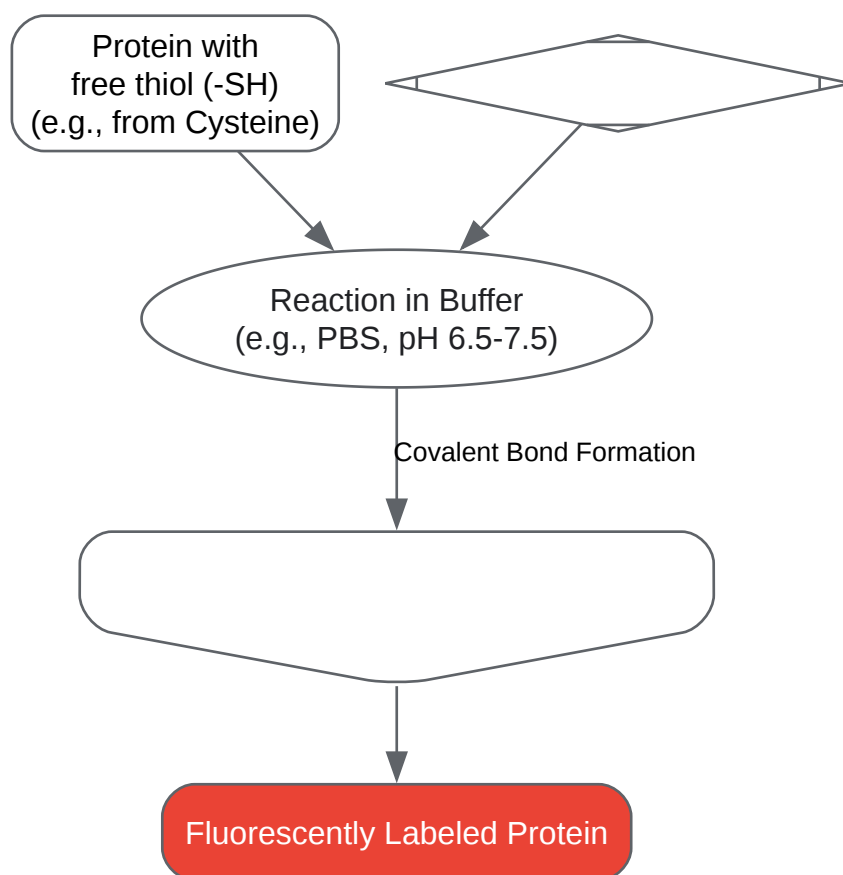 Protein with
free thiol (-SH)
(e.g., from Cysteine)
Reaction in Buffer
(e.g., PBS, pH 6.5-7.5)
Covalent Bond Formation
Fluorescently Labeled Protein